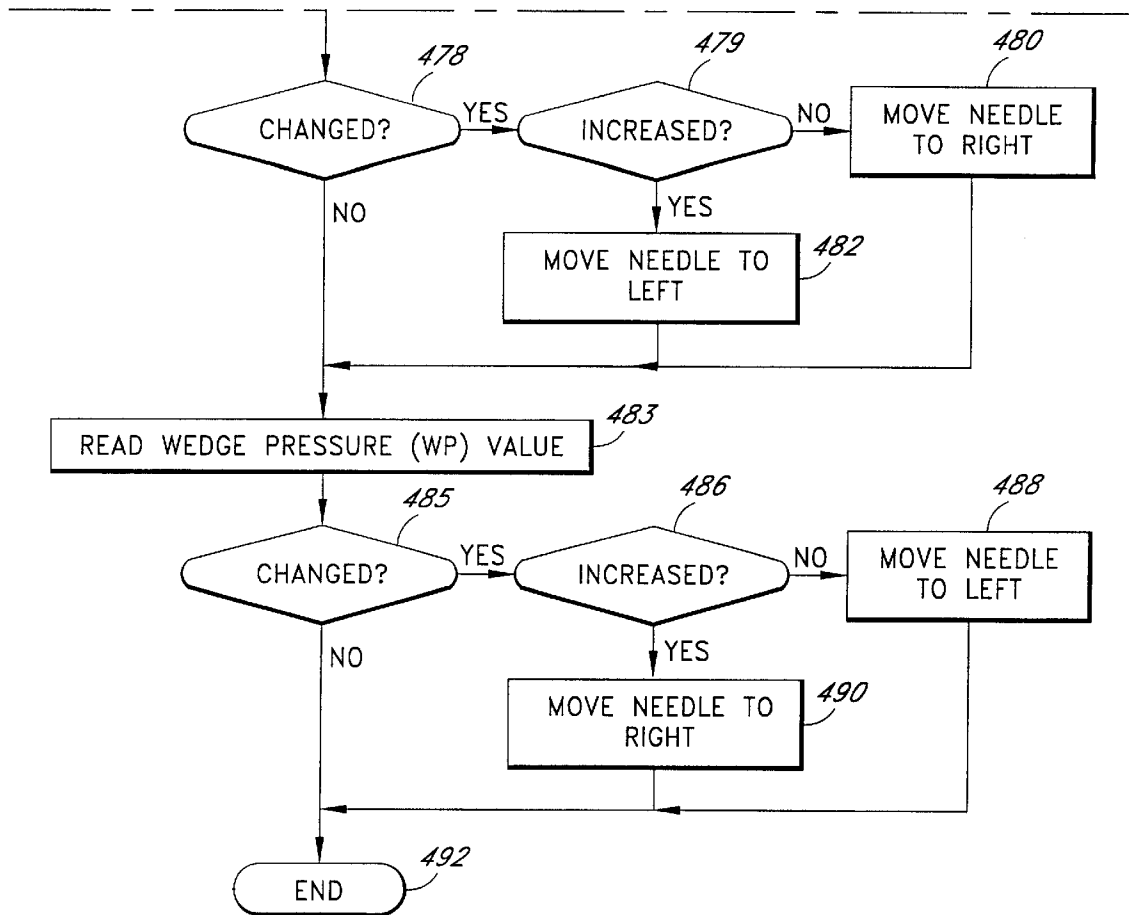 478
479
480
CHANGED?
YES
INCREASED?
NO
MOVE NEEDLE
TO RIGHT
NO
YES
MOVE NEEDLE TO
LEFT
482
READ WEDGE PRESSURE (WP) VALUE
483
485
486
488
CHANGED?
YES
INCREASED?
NO
MOVE NEEDLE
TO LEFT
NO
YES
MOVE NEEDLE TO
RIGHT
490
END
492